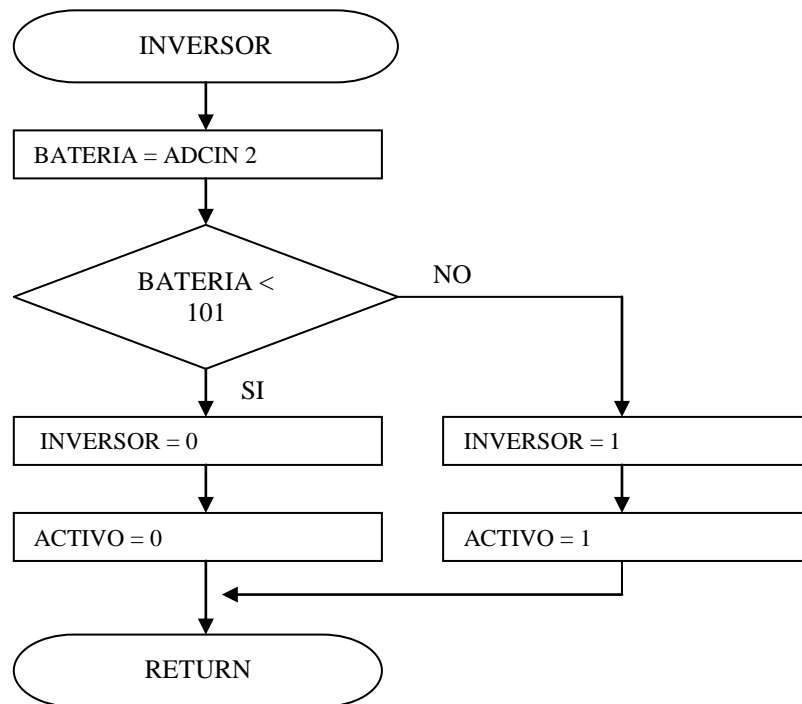 INVERSOR
BATERIA = ADCIN 2
BATERIA <
101
NO
SI
INVERSOR = 0
INVERSOR = 1
ACTIVO = 0
ACTIVO = 1
RETURN